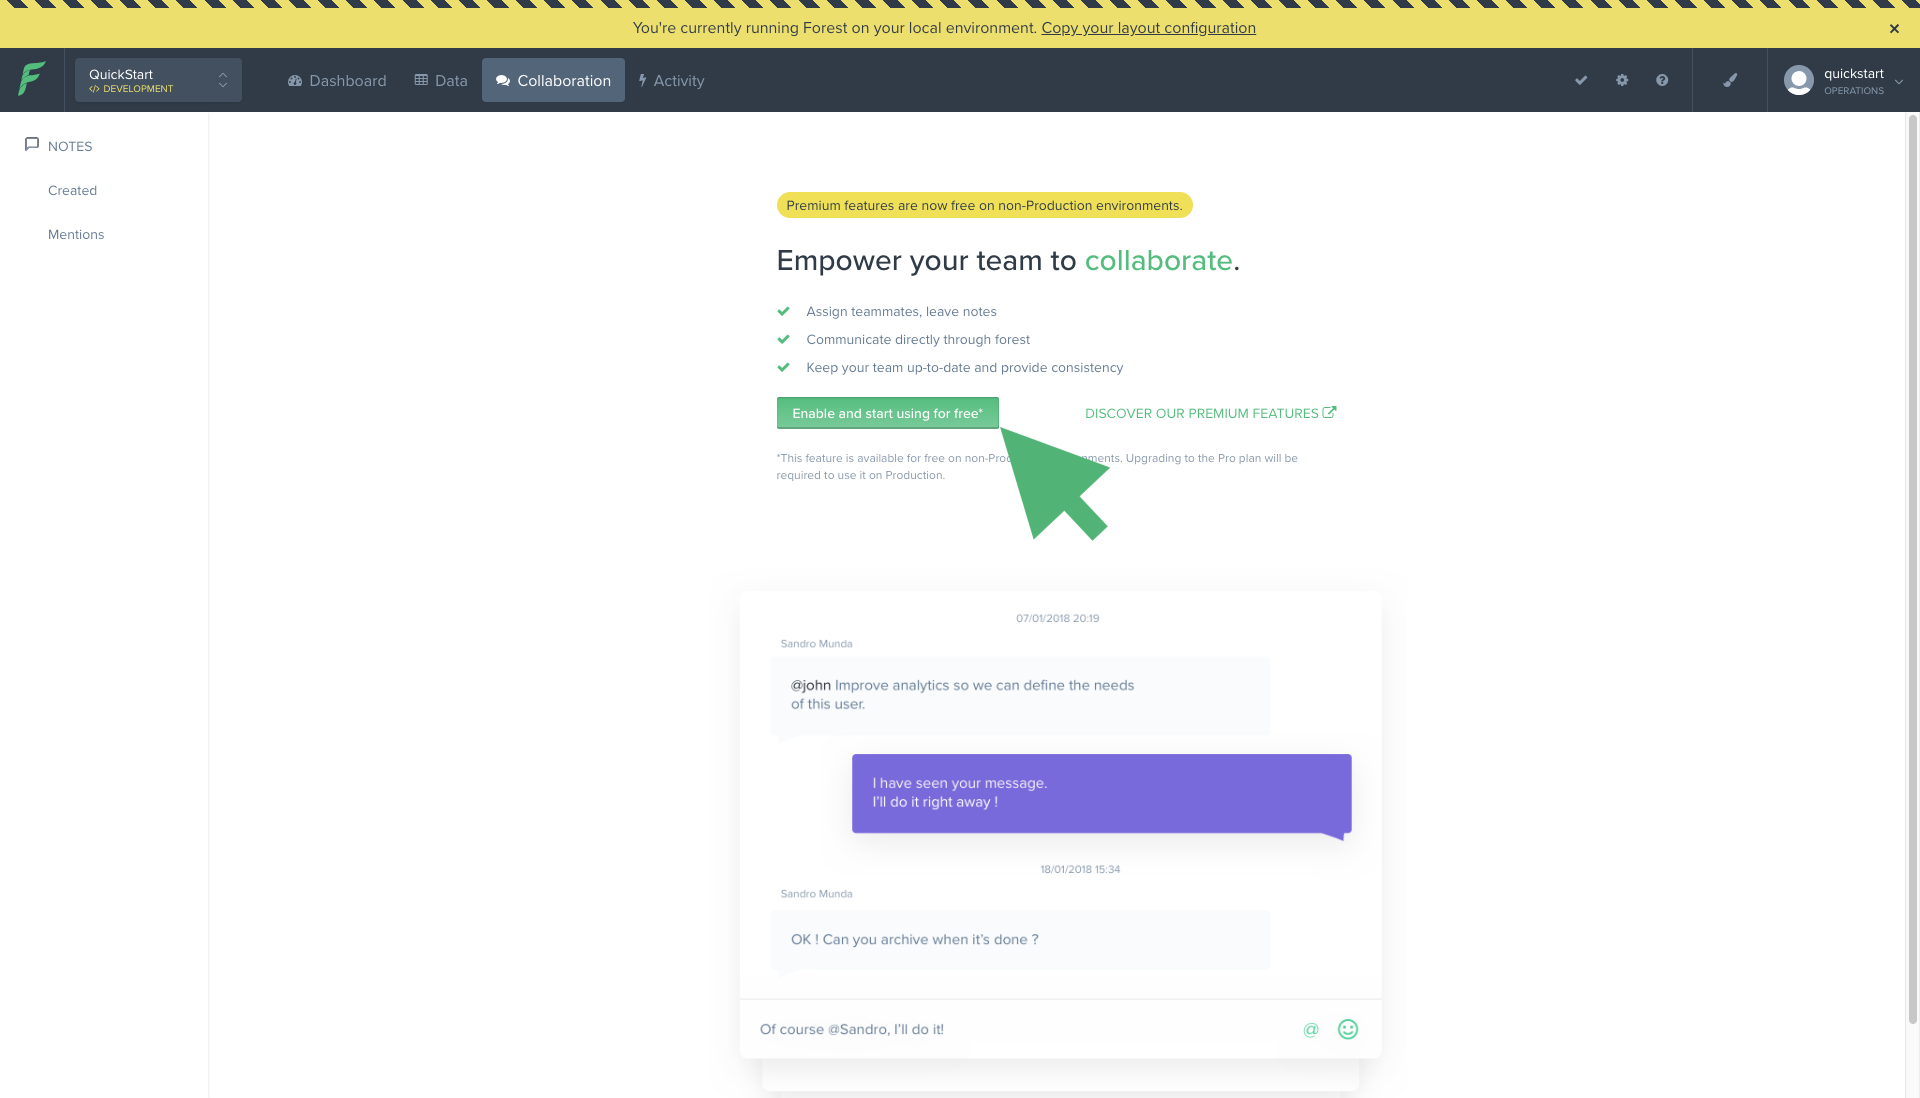 You're currently running Forest on your local environment. Copy your layout configuration
QuickStart
</> DEVELOPMENT
Dashboard
Data
Collaboration
Activity
quickstart
OPERATIONS
NOTES
Created
Mentions
Premium features are now free on non-Production environments.
Empower your team to collaborate.
Assign teammates, leave notes
Communicate directly through forest
Keep your team up-to-date and provide consistency
Enable and start using for free*
DISCOVER OUR PREMIUM FEATURES
*This feature is available for free on Upgrading to the Pro plan will be
required to use it on Production.
07/01/2018 20:19
Sandro Munda
@john Improve analytics so we can define the needs
of this user.
I have seen your message.
I'll do it right away !
18/01/2018 15:34
Sandro Munda
OK ! Can you archive when it's done ?
Of course @Sandro, I'll do it!
@